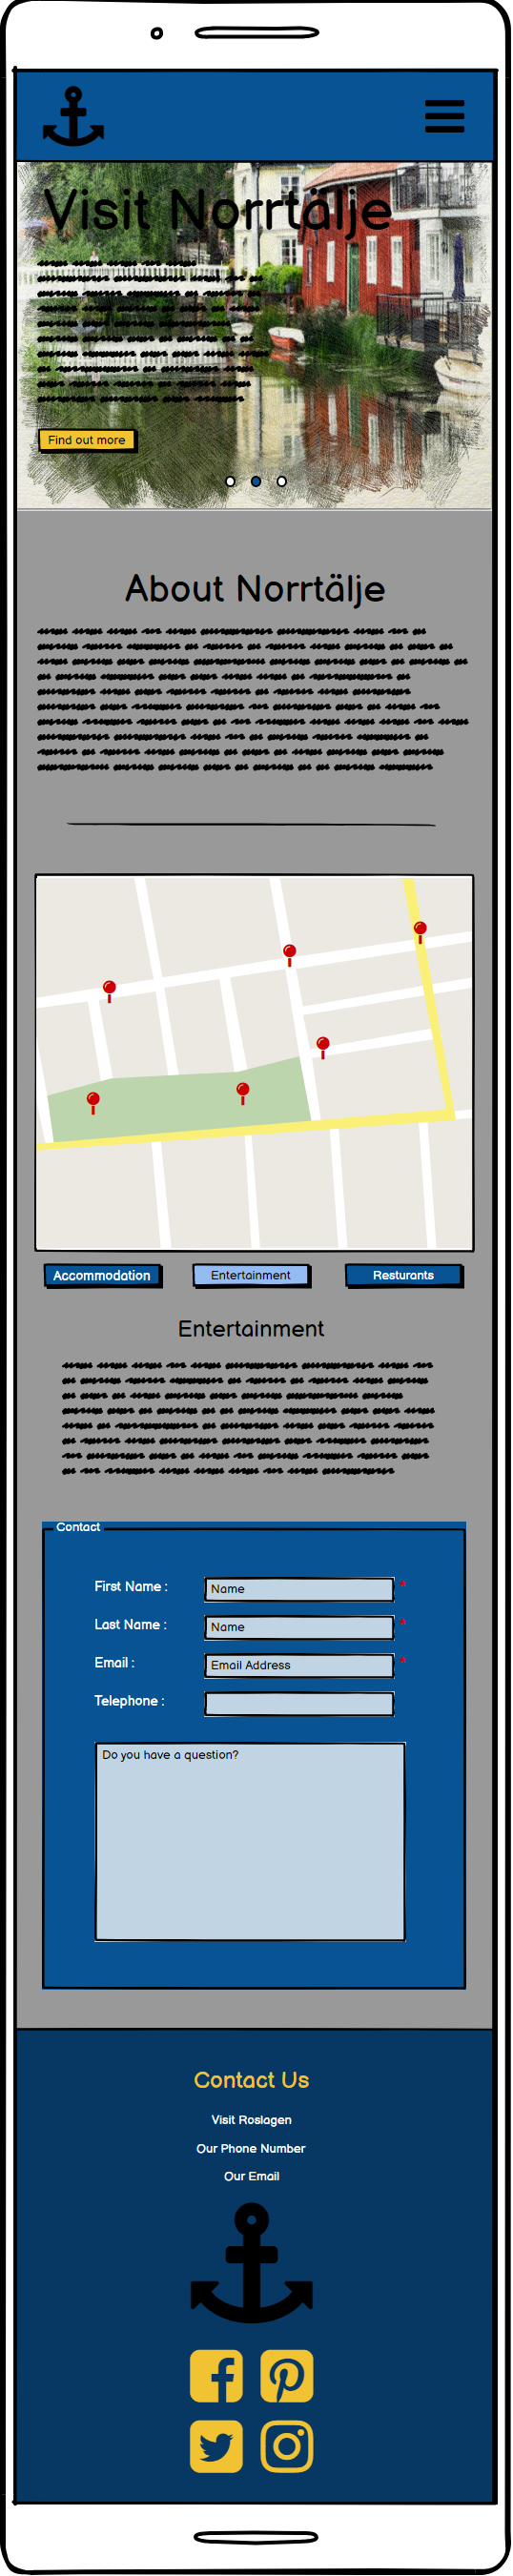 Visit Norrtälje
Find out more
About Norrtälje
Accommodation
Entertainment
Resturants
Entertainment
Contact
First Name :
Name
*
Last Name :
Name
*
Email :
Email Address
*
Telephone :
Do you have a question?
Contact Us
Visit Roslagen
Our Phone Number
Our Email